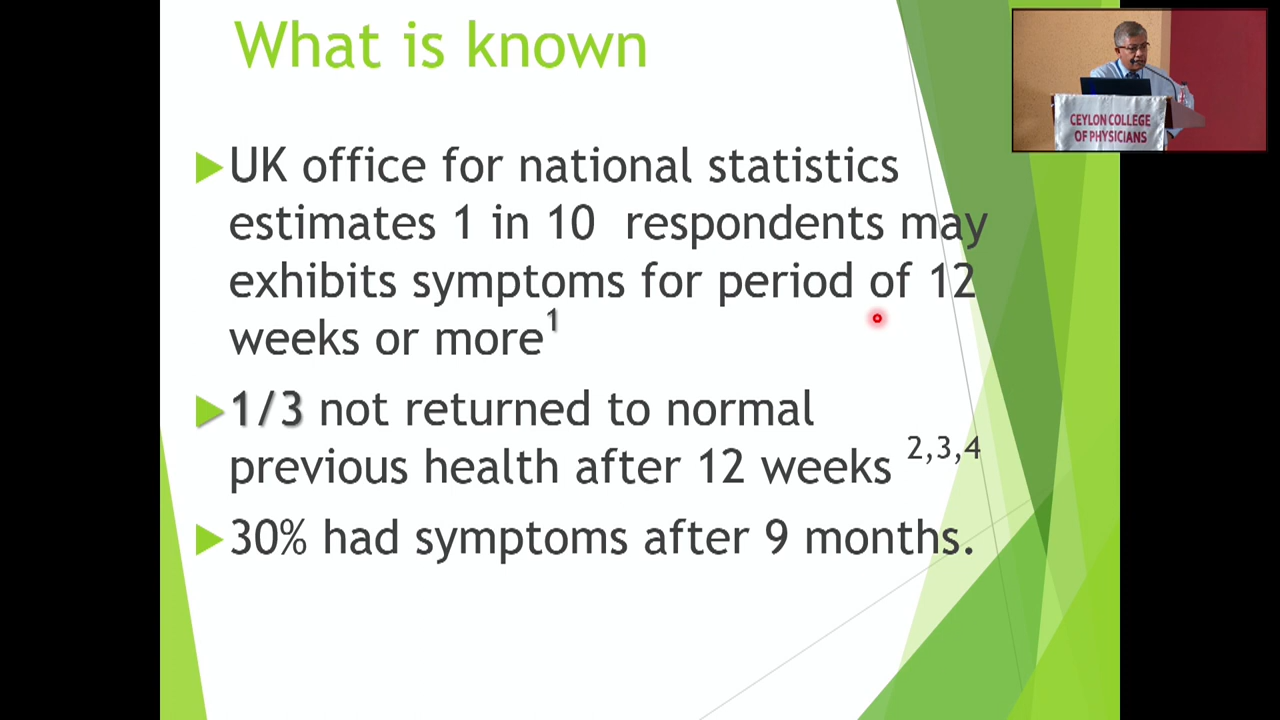 What is known
UK office for national statistics
estimates 1 in 10 respondents may
exhibits symptoms for period of 12
weeks or more1
1/3 not returned to normal
previous health after 12 weeks 2,3,4
30% had symptoms after 9 months.
CEYLON COLLEGE
OF PHYSICIANS